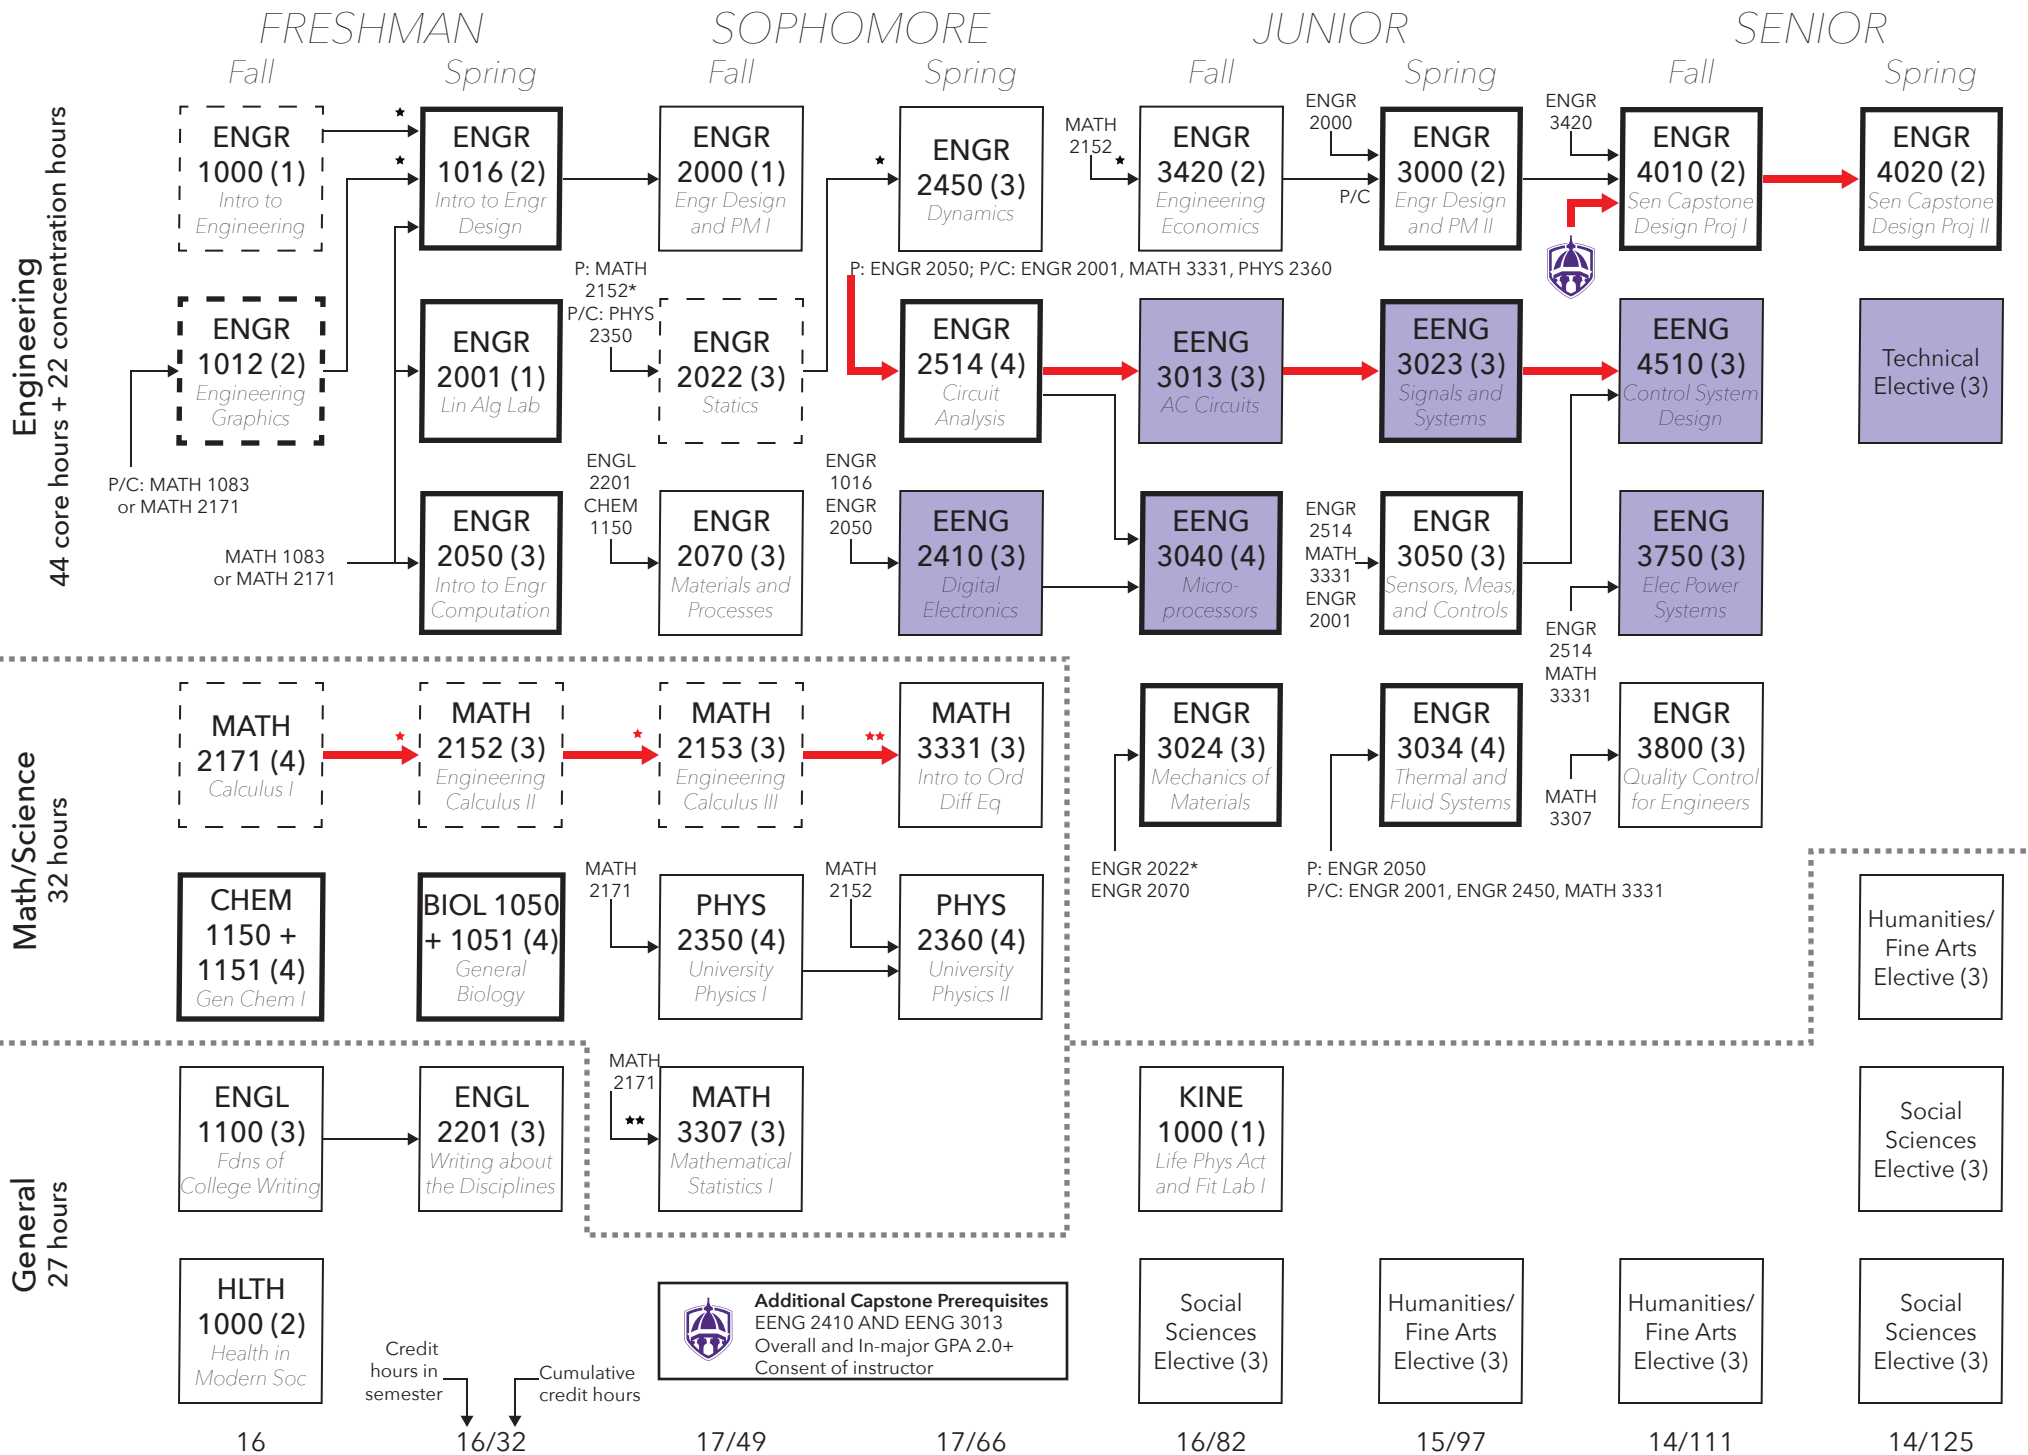 FRESHMAN
SOPHOMORE
JUNIOR
SENIOR
Fall
Spring
Fall
Spring
Fall
Spring
Fall
Spring
Engineering
44 core hours + 22 concentration hours
ENGR
1000 (1)
Intro to
Engineering
ENGR
1016 (2)
Intro to Engr
Design
ENGR
2000 (1)
Engr Design
and PM I
ENGR
2450 (3)
Dynamics
MATH
2152
ENGR
3420 (2)
Engineering
Economics
ENGR
2000
P/C
ENGR
3000 (2)
Engr Design
and PM II
ENGR
3420
ENGR
4010 (2)
Sen Capstone
Design Proj I
ENGR
4020 (2)
Sen Capstone
Design Proj II
P/C: MATH 1083
or MATH 2171
ENGR
1012 (2)
Engineering
Graphics
ENGR
2001 (1)
Lin Alg Lab
P: MATH
2152*
P/C: PHYS
2350
ENGR
2022 (3)
Statics
P: ENGR 2050; P/C: ENGR 2001, MATH 3331, PHYS 2360
ENGR
2514 (4)
Circuit
Analysis
EENG
3013 (3)
AC Circuits
EENG
3023 (3)
Signals and
Systems
EENG
4510 (3)
Control System
Design
Technical
Elective (3)
MATH 1083
or MATH 2171
ENGR
2050 (3)
Intro to Engr
Computation
ENGL
2201
CHEM
1150
ENGR
2070 (3)
Materials and
Processes
ENGR
1016
ENGR
2050
EENG
2410 (3)
Digital
Electronics
EENG
3040 (4)
Micro-
processors
ENGR
2514
MATH
3331
ENGR
2001
ENGR
3050 (3)
Sensors, Meas,
and Controls
EENG
3750 (3)
Elec Power
Systems
ENGR
2514
MATH
3331
Math/Science
32 hours
MATH
2171 (4)
Calculus I
MATH
2152 (3)
Engineering
Calculus II
MATH
2153 (3)
Engineering
Calculus III
MATH
3331 (3)
Intro to Ord
Diff Eq
ENGR
3024 (3)
Mechanics of
Materials
ENGR 2022*
ENGR 2070
ENGR
3034 (4)
Thermal and
Fluid Systems
P: ENGR 2050
P/C: ENGR 2001, ENGR 2450, MATH 3331
MATH
3307
ENGR
3800 (3)
Quality Control
for Engineers
CHEM
1150 +
1151 (4)
Gen Chem I
BIOL 1050
+ 1051 (4)
General
Biology
MATH
2171
PHYS
2350 (4)
University
Physics I
MATH
2152
PHYS
2360 (4)
University
Physics II
Humanities/
Fine Arts
Elective (3)
General
27 hours
ENGL
1100 (3)
Fdns of
College Writing
ENGL
2201 (3)
Writing about
the Disciplines
MATH
2171
MATH
3307 (3)
Mathematical
Statistics I
KINE
1000 (1)
Life Phys Act
and Fit Lab I
Social
Sciences
Elective (3)
HLTH
1000 (2)
Health in
Modern Soc
Credit
hours in
semester
Cumulative
credit hours
Additional Capstone Prerequisites
EENG 2410 AND EENG 3013
Overall and In-major GPA 2.0+
Consent of instructor
Social
Sciences
Elective (3)
Humanities/
Fine Arts
Elective (3)
Humanities/
Fine Arts
Elective (3)
Social
Sciences
Elective (3)
16
16/32
17/49
17/66
16/82
15/97
14/111
14/125